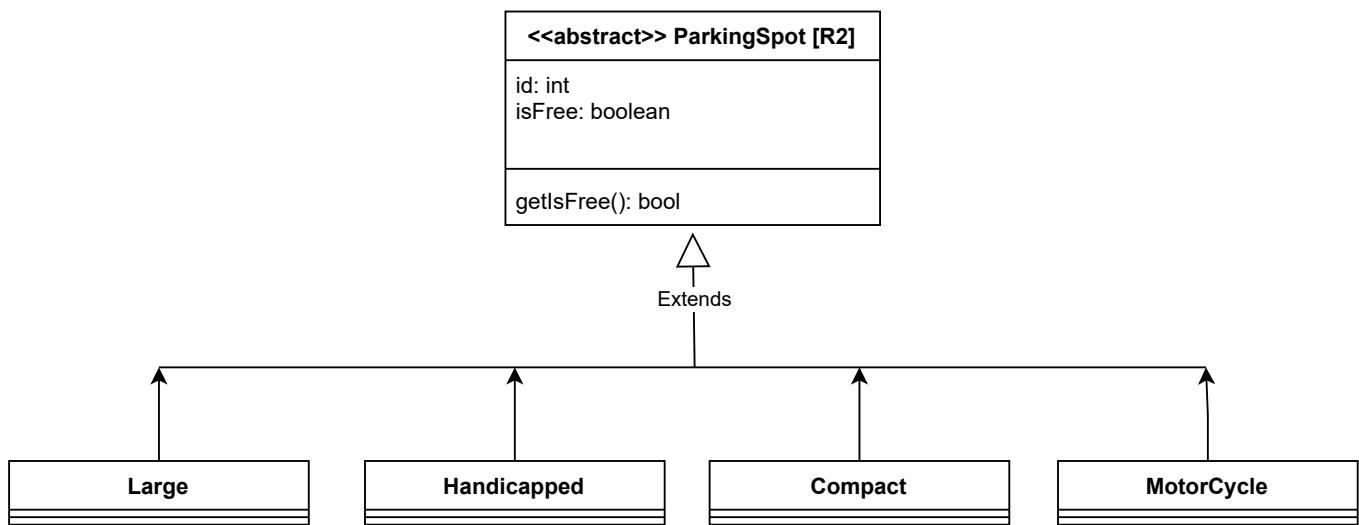 <<abstract>> ParkingSpot [R2]
id: int
isFree: boolean
getIsFree(): bool
Extends
Large
Handicapped
Compact
MotorCycle